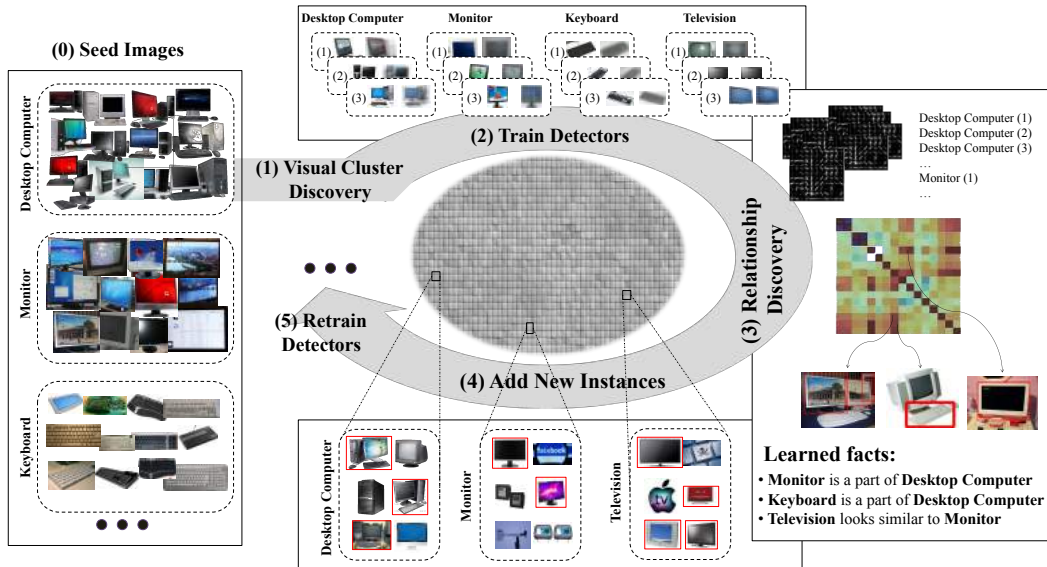 (0) Seed Images
Desktop Computer
Monitor
Keyboard
Desktop Computer
Monitor
Keyboard
Television
(1)
(2)
(3)
(1)
(2)
(3)
(1)
(2)
(3)
(1)
(2)
(3)
(2) Train Detectors
(1) Visual Cluster
Discovery
(3) Relationship
Discovery
(4) Add New Instances
(5) Retrain
Detectors
Desktop Computer
Monitor
facebook
Television
tv
Desktop Computer (1)
Desktop Computer (2)
Desktop Computer (3)
…
Monitor (1)
…
Learned facts:
• Monitor is a part of Desktop Computer
• Keyboard is a part of Desktop Computer
• Television looks similar to Monitor